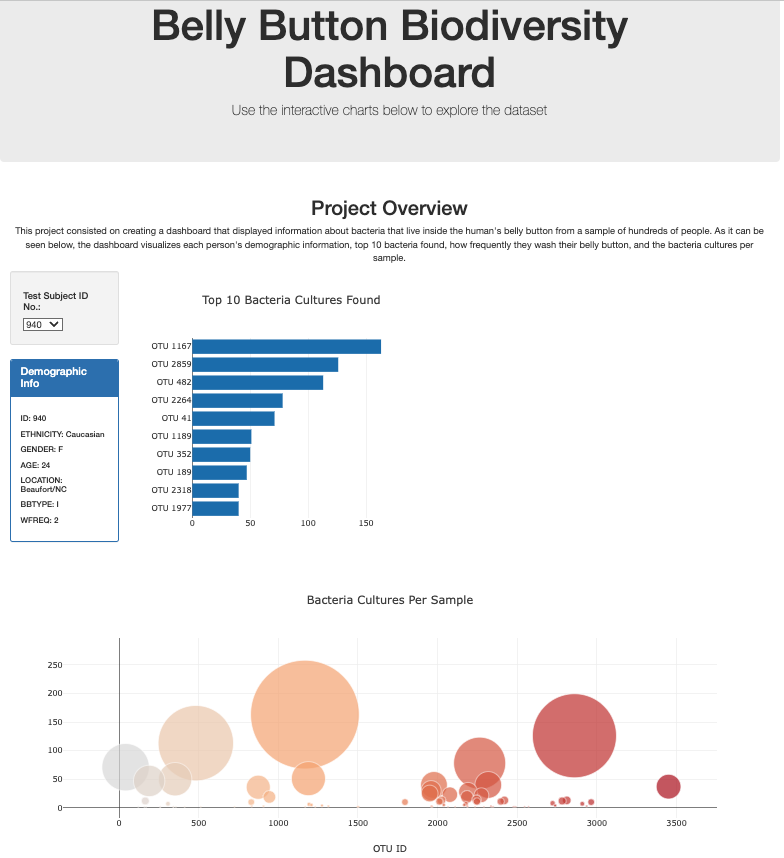 Belly Button Biodiversity
Dashboard
Use the interactive charts below to explore the dataset
Project Overview
This project consisted on creating a dashboard that displayed information about bacteria that live inside the human's belly button from a sample of hundreds of people. As it can be
seen below, the dashboard visualizes each person's demographic information, top 10 bacteria found, how frequently they wash their belly button, and the bacteria cultures per
sample.
Test Subject ID
No.:
940
Demographic
Info
ID: 940
ETHNICITY: Caucasian
GENDER: F
AGE: 24
LOCATION:
Beaufort/NC
BBTYPE: I
WFREQ: 2
Top 10 Bacteria Cultures Found
OTU 1167
OTU 2859
OTU 482
OTU 2264
OTU 41
OTU 1189
OTU 352
OTU 189
OTU 2318
OTU 1977
0 50 100 150
Bacteria Cultures Per Sample
250
200
150
100
50
0
0 500 1000 1500 2000 2500 3000 3500
OTU ID